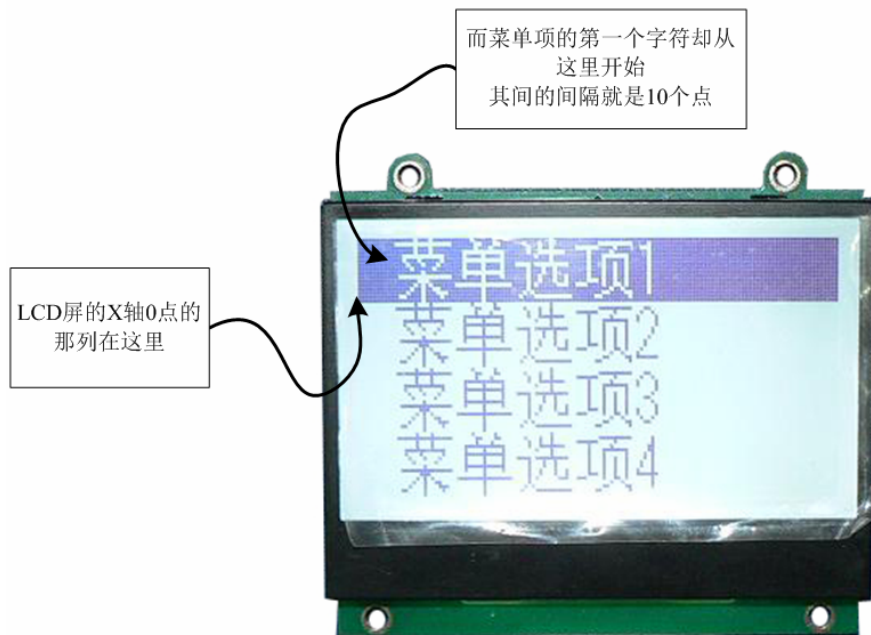 而菜单项的第一个字符却从
这里开始
其间的间隔就是10个点
LCD屏的X轴0点的
那列在这里
菜单选项1
菜单选项2
菜单选项3
菜单选项4